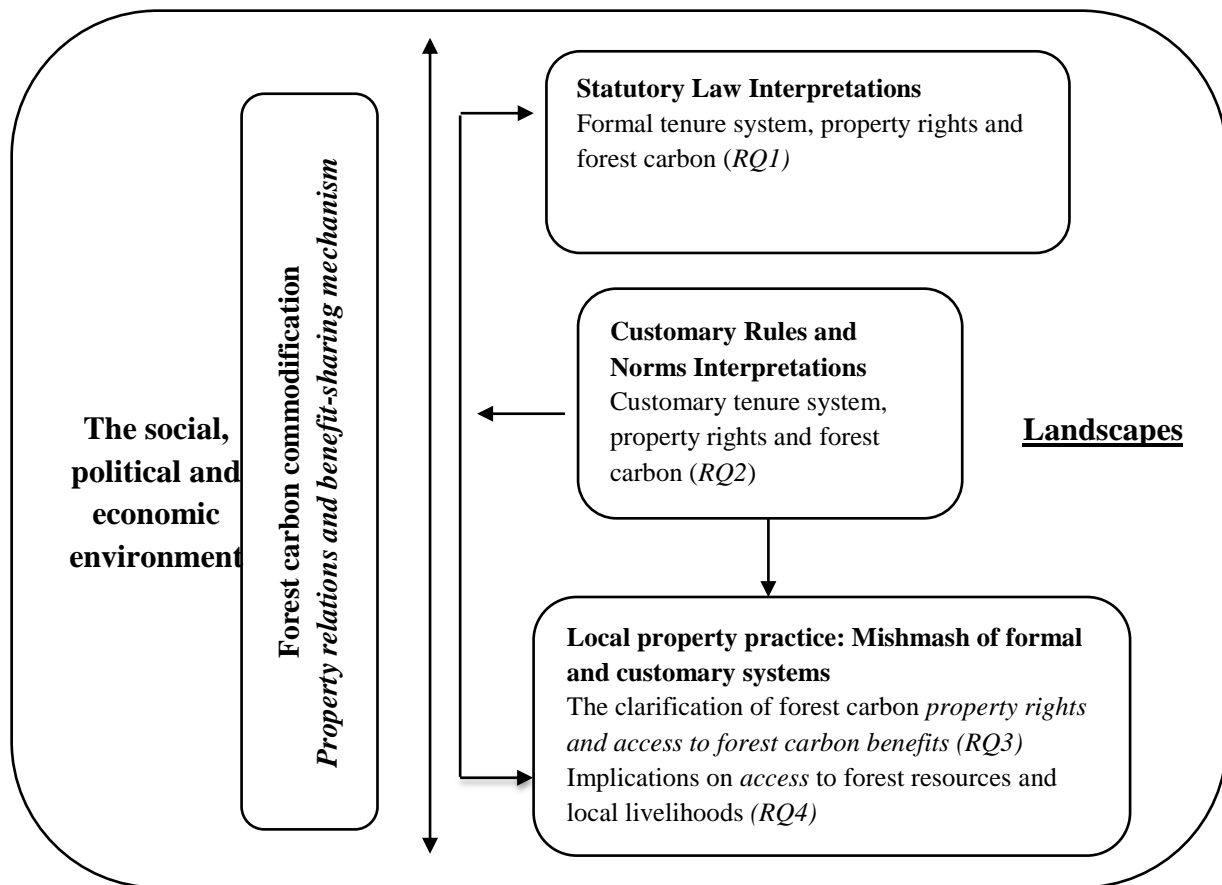 The social,
political and
economic
environment
Forest carbon commodification
Property relations and benefit-sharing mechanism
Statutory Law Interpretations
Formal tenure system, property rights and
forest carbon (RQ1)
Customary Rules and
Norms Interpretations
Customary tenure system,
property rights and forest
carbon (RQ2)
Landscapes
Local property practice: Mishmash of formal
and customary systems
The clarification of forest carbon property rights
and access to forest carbon benefits (RQ3)
Implications on access to forest resources and
local livelihoods (RQ4)